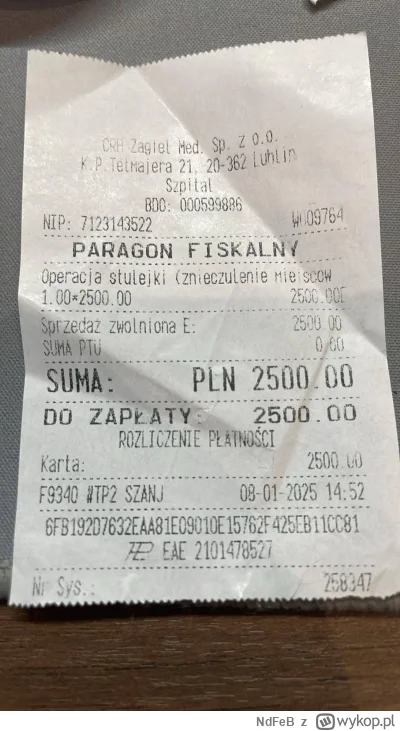 CRH Żagiel Med. Sp. z o.o.
K.P.Tetmajera 21, 20-362 Lublin
Szpital
BDO: 000599886
NIP: 7123143522 W009764
PARAGON FISKALNY
Operacja stulejki (znieczulenie miejscow
1.00*2500.00 2500.00E
Sprzedaż zwolniona E: 2500.00
SUMA PTU 0.00
SUMA: PLN 2500.00
DO ZAPŁATY: 2500.00
ROZLICZENIE PŁATNOŚCI
Karta: 2500.00
F9340 #TP2 SZANJ 08-01-2025 14:52
6FB192D7632EAA81E09010E15762F425EB11CC81
EAE 2101478527
Nr Sys.: 258347
NdFeB z wykop.pl